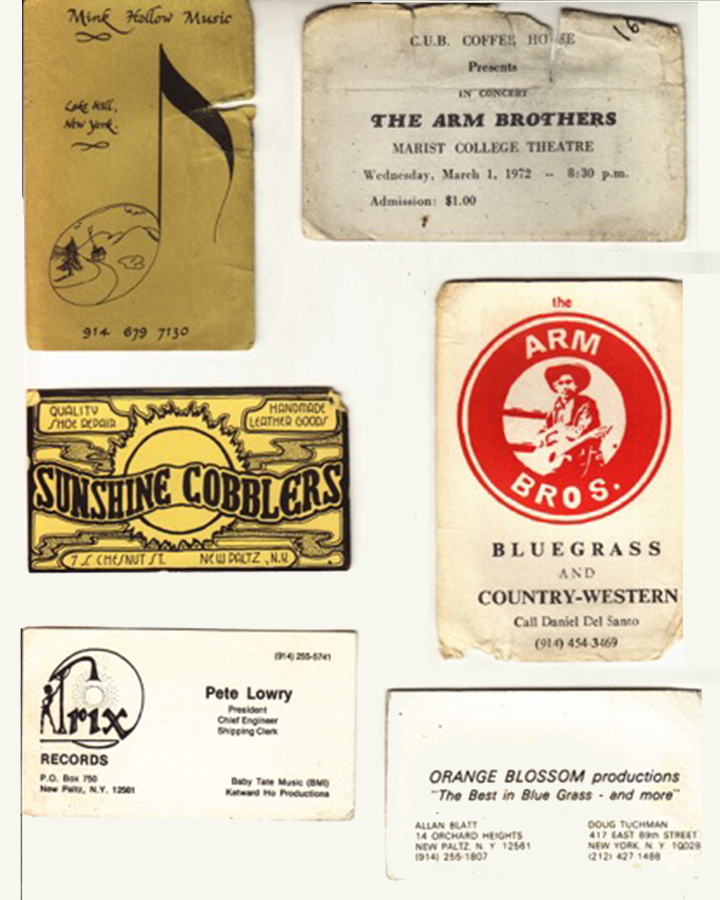 Mink Hollow Music
Lake Hill,
New York.
914 679 7130
C.U.B. COFFEE HO SE
Presents
IN CONCERT
THE ARM BROTHERS
MARIST COLLEGE THEATRE
Wednesday, March 1, 1972 -- 8:30 p.m.
Admission: $1.00
16
the
ARM
BROS.
BLUEGRASS
AND
COUNTRY-WESTERN
Call Daniel Del Santo
(914) 454-3469
QUALITY SHOE REPAIR
HANDMADE LEATHER GOODS
SUNSHINE COBBLERS
7 S. CHESNUT ST. NEW PALTZ, N.Y.
(914) 255-5741
Trix
RECORDS
P.O. Box 750
New Paltz, N.Y. 12561
Pete Lowry
President
Chief Engineer
Shipping Clerk
Baby Tate Music (BMI)
Katward Ho Productions
ORANGE BLOSSOM productions
"The Best in Blue Grass - and more"
ALLAN BLATT
14 ORCHARD HEIGHTS
NEW PALTZ, N. Y 12561
(914) 255-1807
DOUG TUCHMAN
417 EAST 89th STREET
NEW YORK, N. Y. 10028
(212) 427 1488